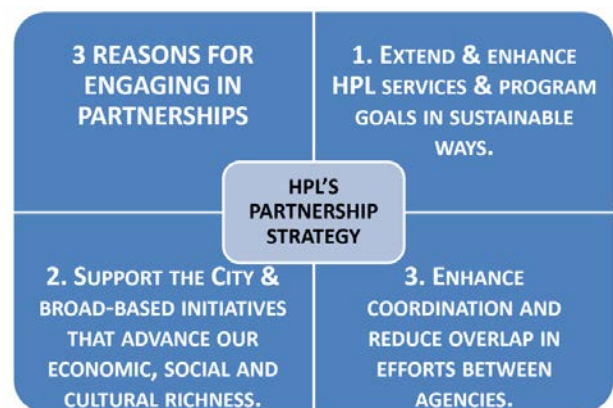 3 REASONS FOR
ENGAGING IN
PARTNERSHIPS
1. EXTEND & ENHANCE
HPL SERVICES & PROGRAM
GOALS IN SUSTAINABLE
WAYS.
HPL'S
PARTNERSHIP
STRATEGY
2. SUPPORT THE CITY &
BROAD-BASED INITIATIVES
THAT ADVANCE OUR
ECONOMIC, SOCIAL AND
CULTURAL RICHNESS.
3. ENHANCE
COORDINATION AND
REDUCE OVERLAP IN
EFFORTS BETWEEN
AGENCIES.